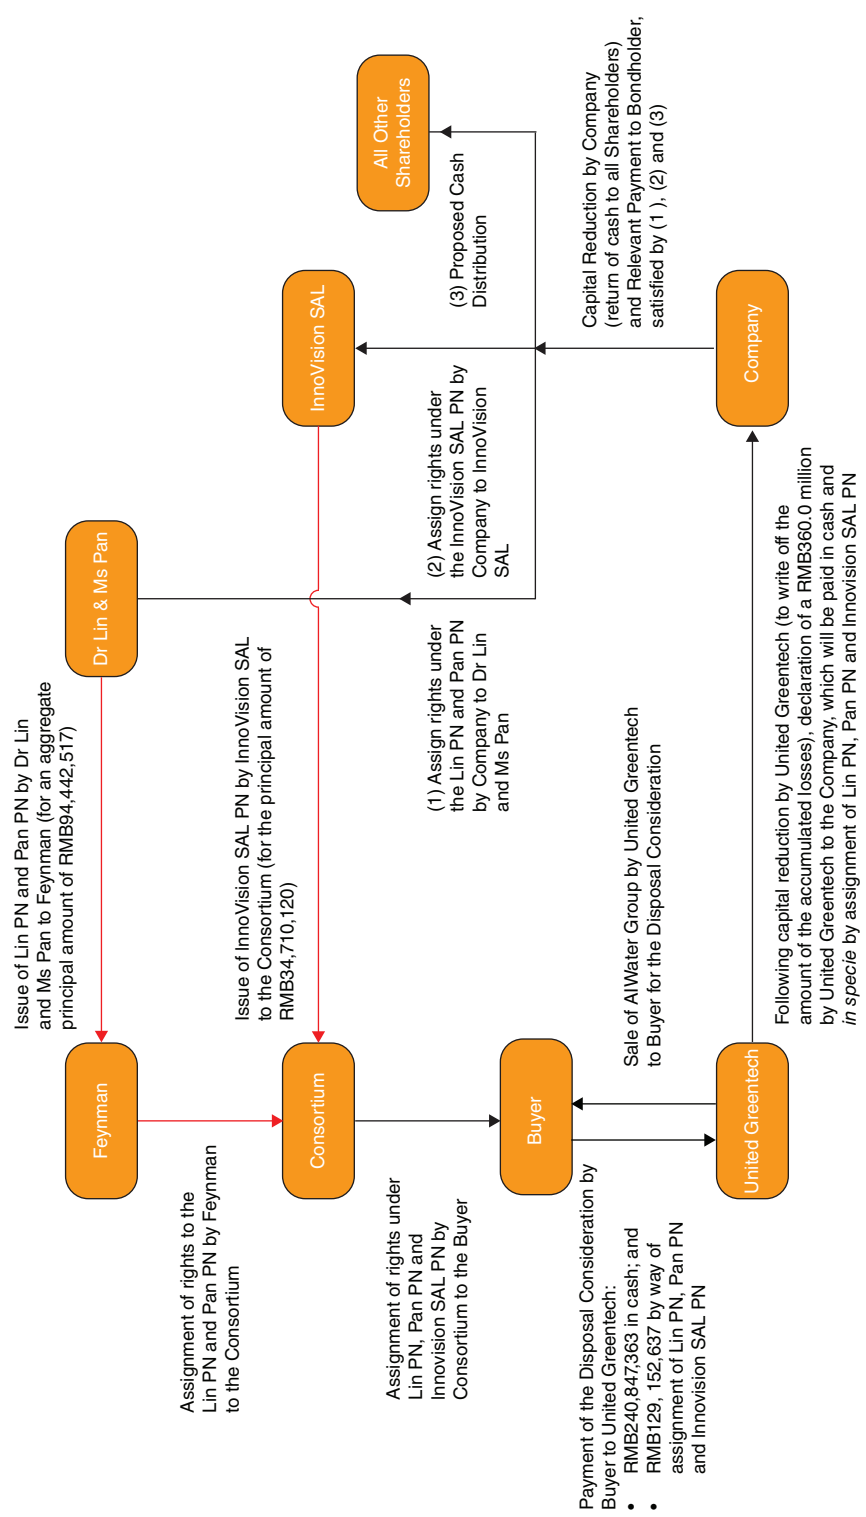 Issue of Lin PN and Pan PN by Dr Lin
and Ms Pan to Feynman (for an aggregate
principal amount of RMB94,442,517)
Feynman
Dr Lin & Ms Pan
Assignment of rights to the
Lin PN and Pan PN by Feynman
to the Consortium
Issue of InnoVision SAL PN by InnoVision SAL
to the Consortium (for the principal amount of
RMB34,710,120)
Consortium
InnoVision SAL
All Other
Shareholders
Assignment of rights under
Lin PN, Pan PN and
Innovision SAL PN by
Consortium to the Buyer
(1) Assign rights under
the Lin PN and Pan PN
by Company to Dr Lin
and Ms Pan
(2) Assign rights under
the InnoVision SAL PN by
Company to InnoVision
SAL
(3) Proposed Cash
Distribution
Buyer
Payment of the Disposal Consideration by
Buyer to United Greentech:
• RMB240,847,363 in cash; and
• RMB129, 152,637 by way of
assignment of Lin PN, Pan PN
and Innovision SAL PN
Sale of AIWater Group by United Greentech
to Buyer for the Disposal Consideration
Capital Reduction by Company
(return of cash to all Shareholders)
and Relevant Payment to Bondholder,
satisfied by (1 ), (2) and (3)
United Greentech
Company
Following capital reduction by United Greentech (to write off the
amount of the accumulated losses), declaration of a RMB360.0 million
by United Greentech to the Company, which will be paid in cash and
in specie by assignment of Lin PN, Pan PN and Innovision SAL PN